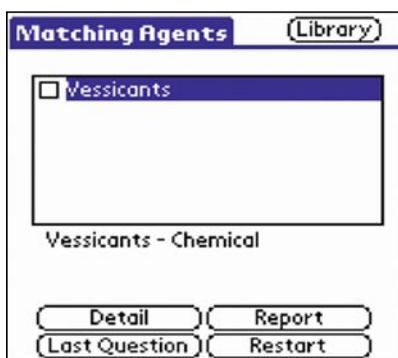 Matching Agents (Library)
Vessicants
Vessicants - Chemical
Detail Report
Last Question Restart